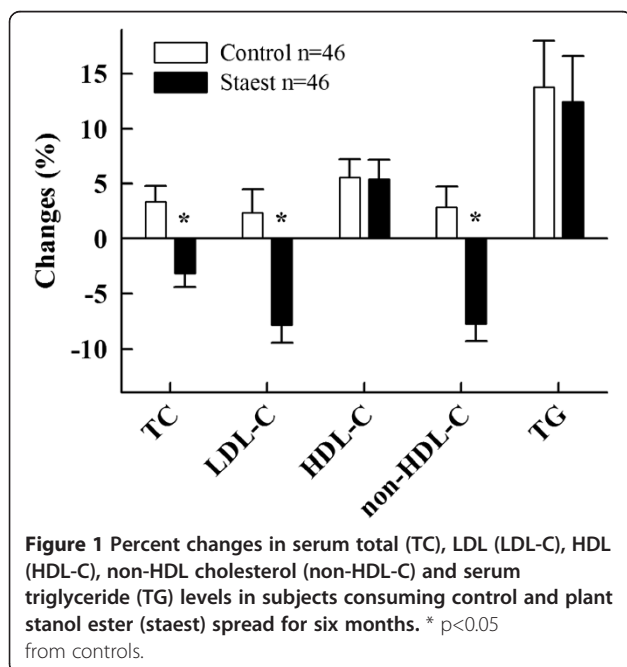 Control n=46
Staest n=46
Changes (%)
15
10
5
0
-5
-10
*
*
*
TC
LDL-C
HDL-C
non-HDL-C
TG
Figure 1 Percent changes in serum total (TC), LDL (LDL-C), HDL
(HDL-C), non-HDL cholesterol (non-HDL-C) and serum
triglyceride (TG) levels in subjects consuming control and plant
stanol ester (staest) spread for six months. * p<0.05
from controls.